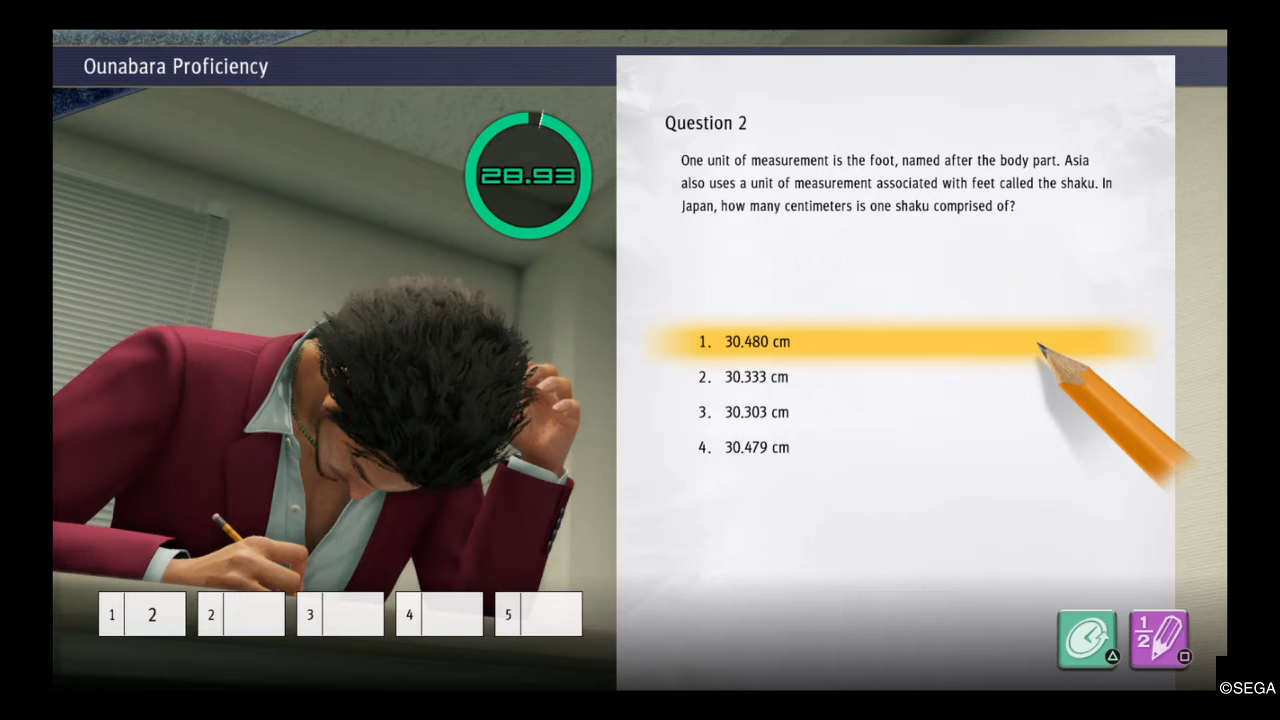 Ounabara Proficiency
28.93
Question 2
One unit of measurement is the foot, named after the body part. Asia
also uses a unit of measurement associated with feet called the shaku. In
Japan, how many centimeters is one shaku comprised of?
1. 30.480 cm
2. 30.333 cm
3. 30.303 cm
4. 30.479 cm
1 2 2 3 4 5
1/2
©SEGA